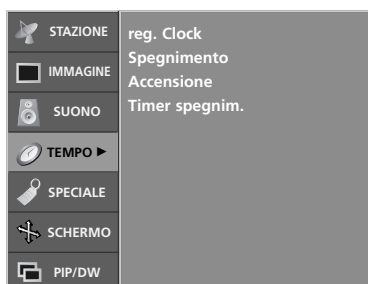 STAZIONE
IMMAGINE
SUONO
TEMPO ►
SPECIALE
SCHERMO
PIP/DW
reg. Clock
Spegnimento
Accensione
Timer spegnim.